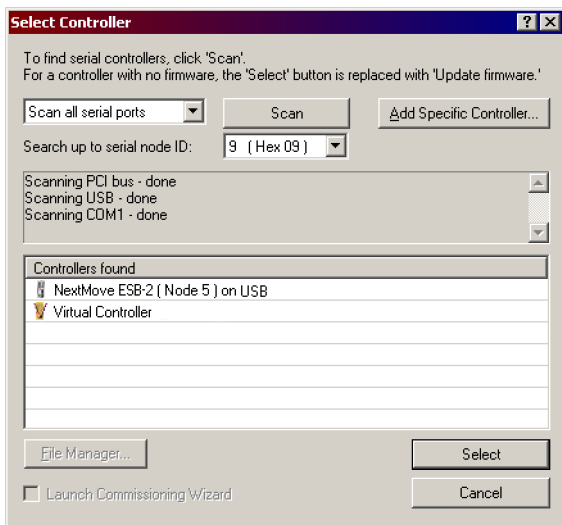 Select Controller
To find serial controllers, click 'Scan'.
For a controller with no firmware, the 'Select' button is replaced with 'Update firmware.'
Scan all serial ports
Scan
Add Specific Controller...
Search up to serial node ID:
9 ( Hex 09 )
Scanning PCI bus - done
Scanning USB - done
Scanning COM1 - done
Controllers found
NextMove ESB-2 ( Node 5 ) on USB
Virtual Controller
File Manager...
Select
Launch Commissioning Wizard
Cancel